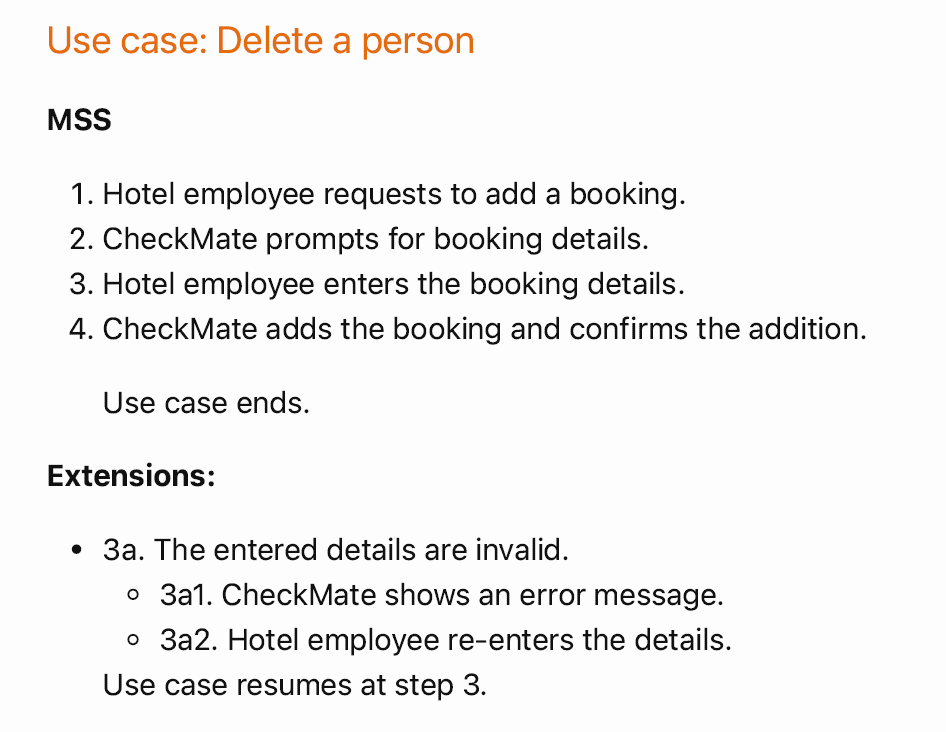 Use case: Delete a person
MSS
1. Hotel employee requests to add a booking.
2. CheckMate prompts for booking details.
3. Hotel employee enters the booking details.
4. CheckMate adds the booking and confirms the addition.
Use case ends.
Extensions:
• 3a. The entered details are invalid.
◦ 3a1. CheckMate shows an error message.
◦ 3a2. Hotel employee re-enters the details.
Use case resumes at step 3.